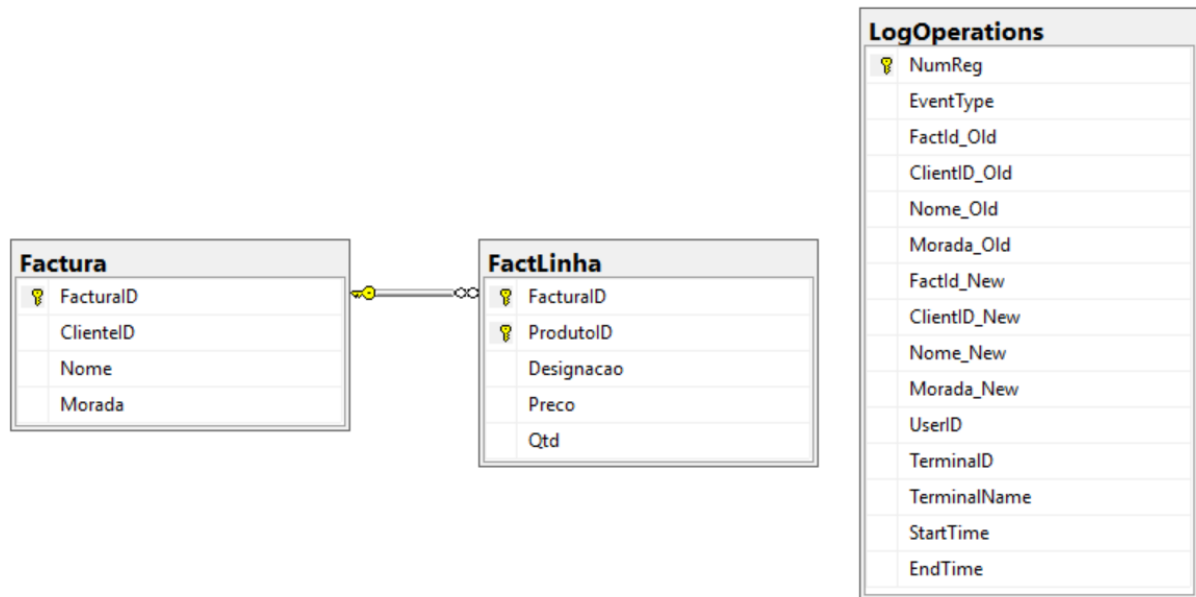 Factura
FacturaID
ClienteID
Nome
Morada
FactLinha
FacturaID
ProdutoID
Designacao
Preco
Qtd
LogOperations
NumReg
EventType
FactId_Old
ClientID_Old
Nome_Old
Morada_Old
FactId_New
ClientID_New
Nome_New
Morada_New
UserID
TerminalD
TerminalName
StartTime
EndTime